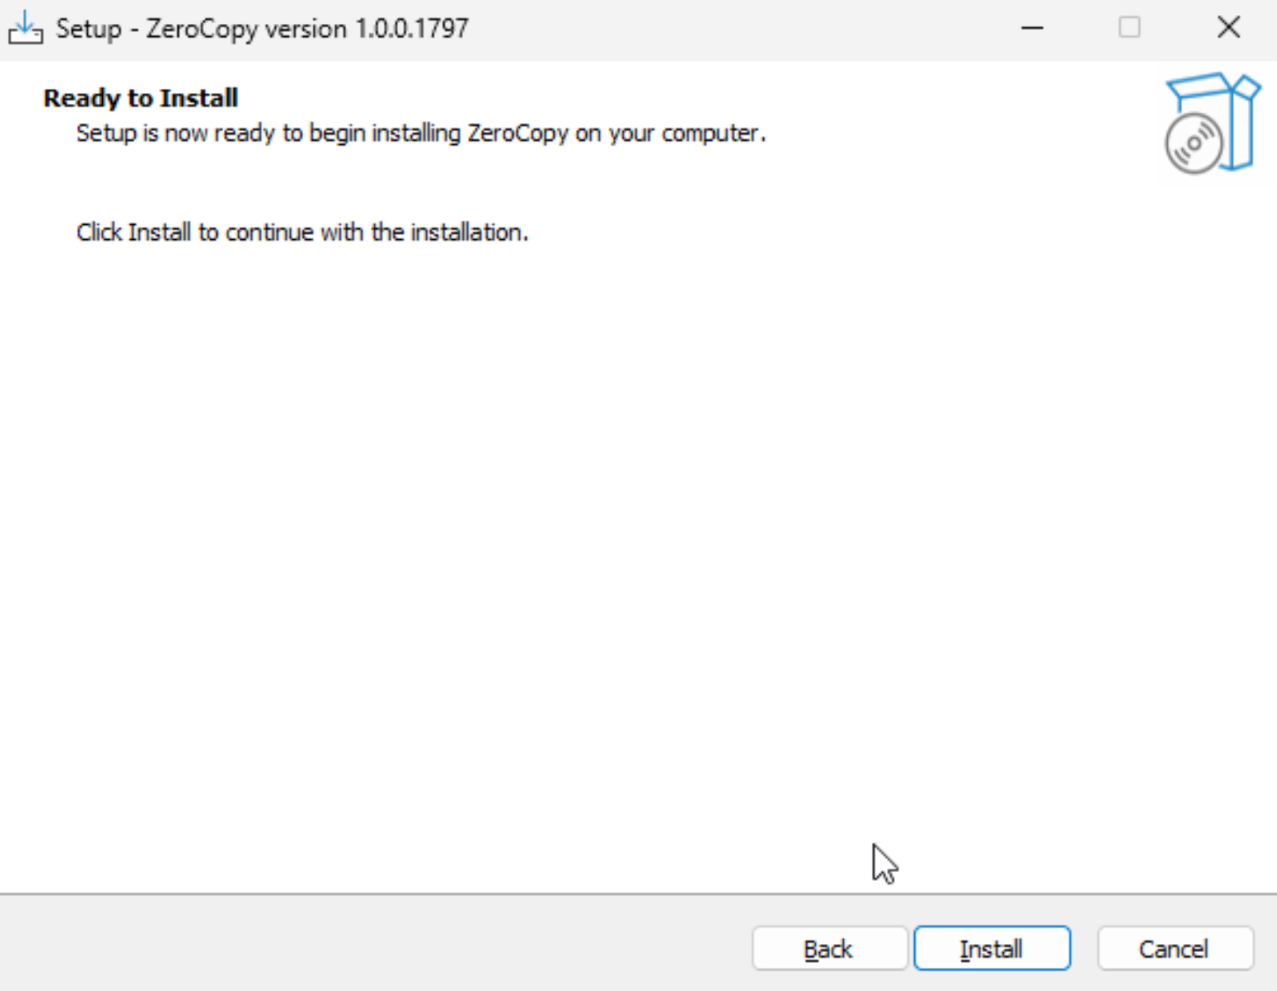 Setup - ZeroCopy version 1.0.0.1797
Ready to Install
Setup is now ready to begin installing ZeroCopy on your computer.
Click Install to continue with the installation.
Back
Install
Cancel